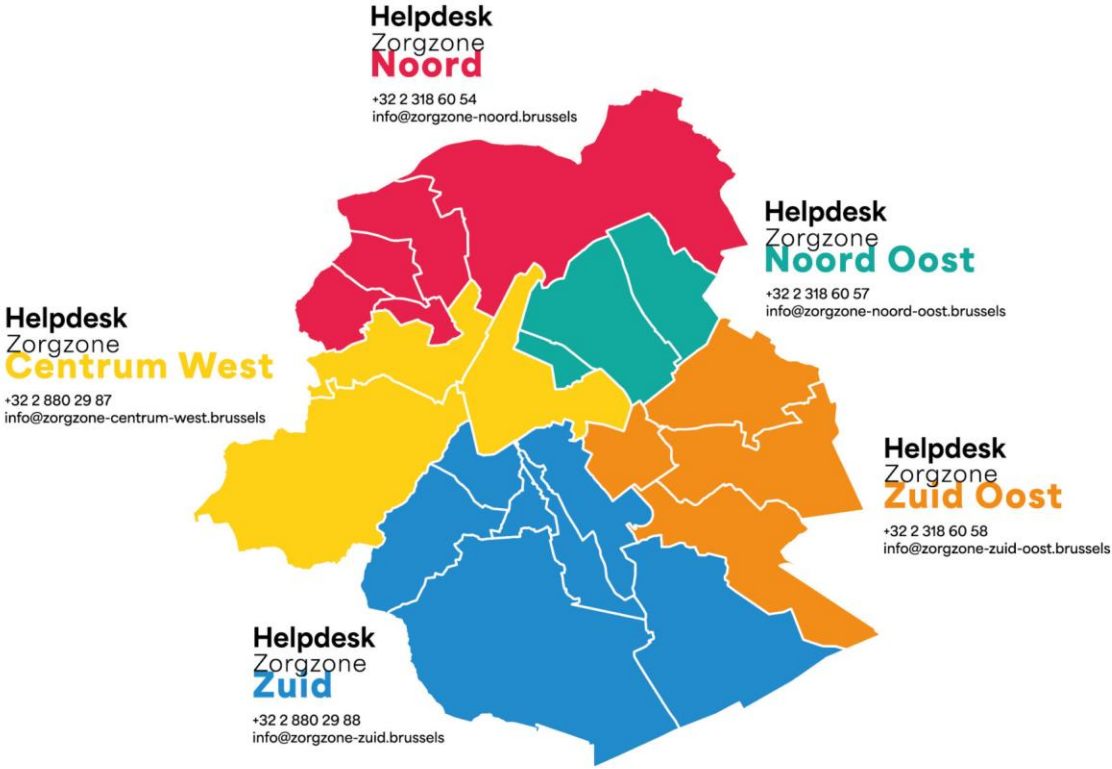 Helpdesk
Zorgzone
Noord
+32 2 318 60 54
info@zorgzone-noord.brussels
Helpdesk
Zorgzone
Noord Oost
+32 2 318 60 57
info@zorgzone-noord-oost.brussels
Helpdesk
Zorgzone
Centrum West
+32 2 880 29 87
info@zorgzone-centrum-west.brussels
Helpdesk
Zorgzone
Zuid Oost
+32 2 318 60 58
info@zorgzone-zuid-oost.brussels
Helpdesk
Zorgzone
Zuid
+32 2 880 29 88
info@zorgzone-zuid.brussels